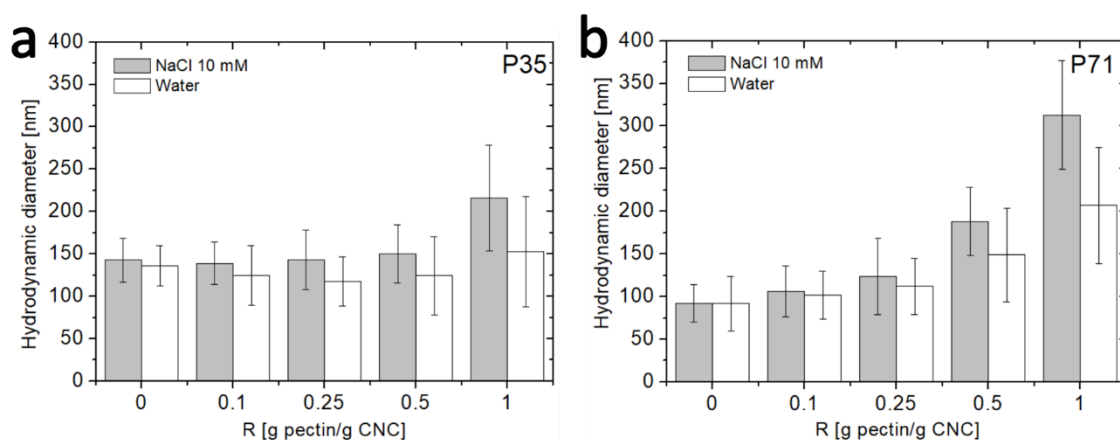 a
P35
NaCl 10 mM
Water
Hydrodynamic diameter [nm]
400
350
300
250
200
150
100
50
0
0 0.1 0.25 0.5 1
R [g pectin/g CNC]
b
P71
NaCl 10 mM
Water
Hydrodynamic diameter [nm]
400
350
300
250
200
150
100
50
0
0 0.1 0.25 0.5 1
R [g pectin/g CNC]